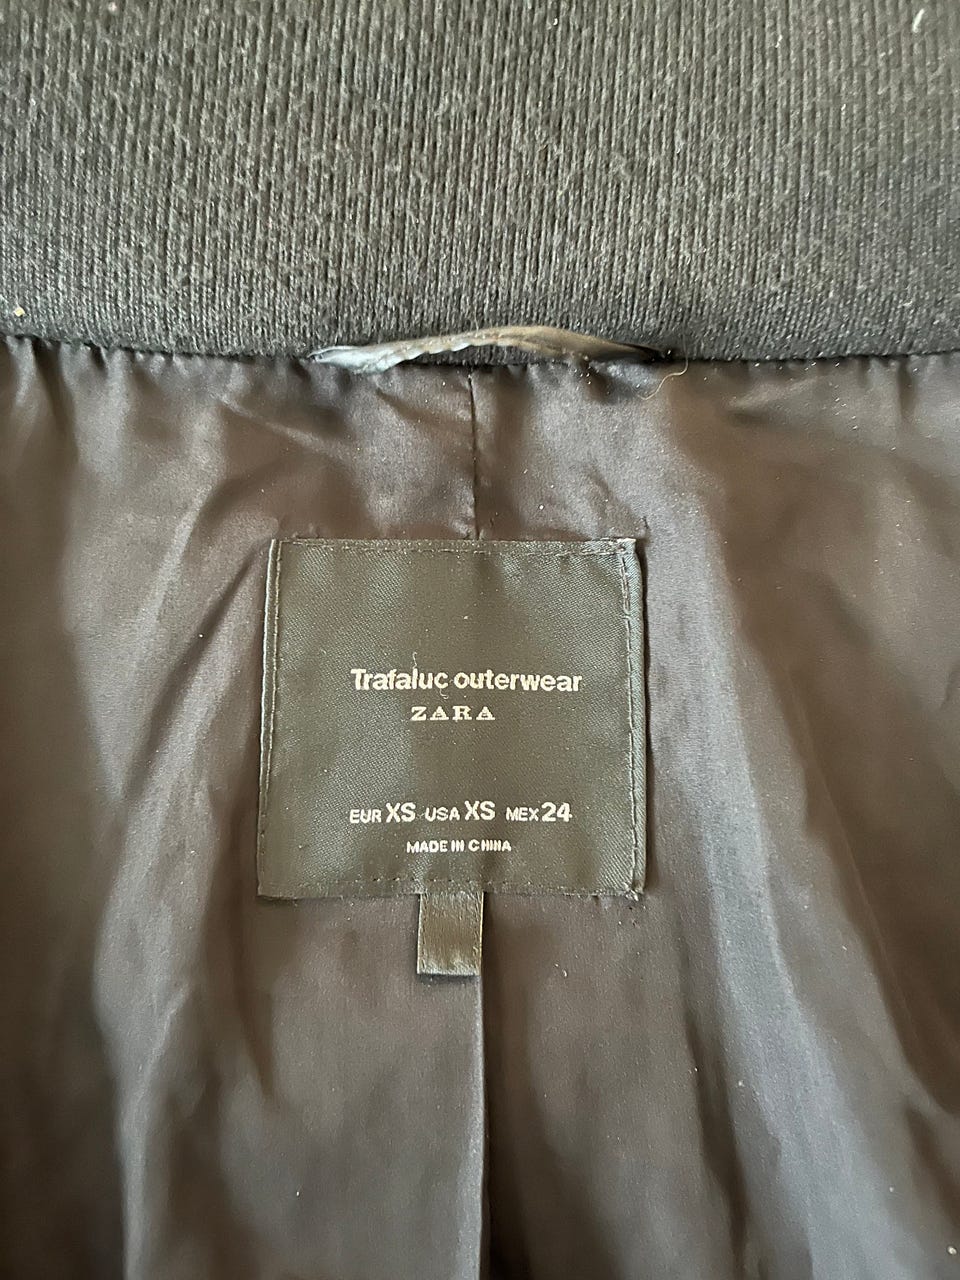 Trafaluc outerwear
ZARA
EUR XS USA XS MEX 24
MADE IN CHINA